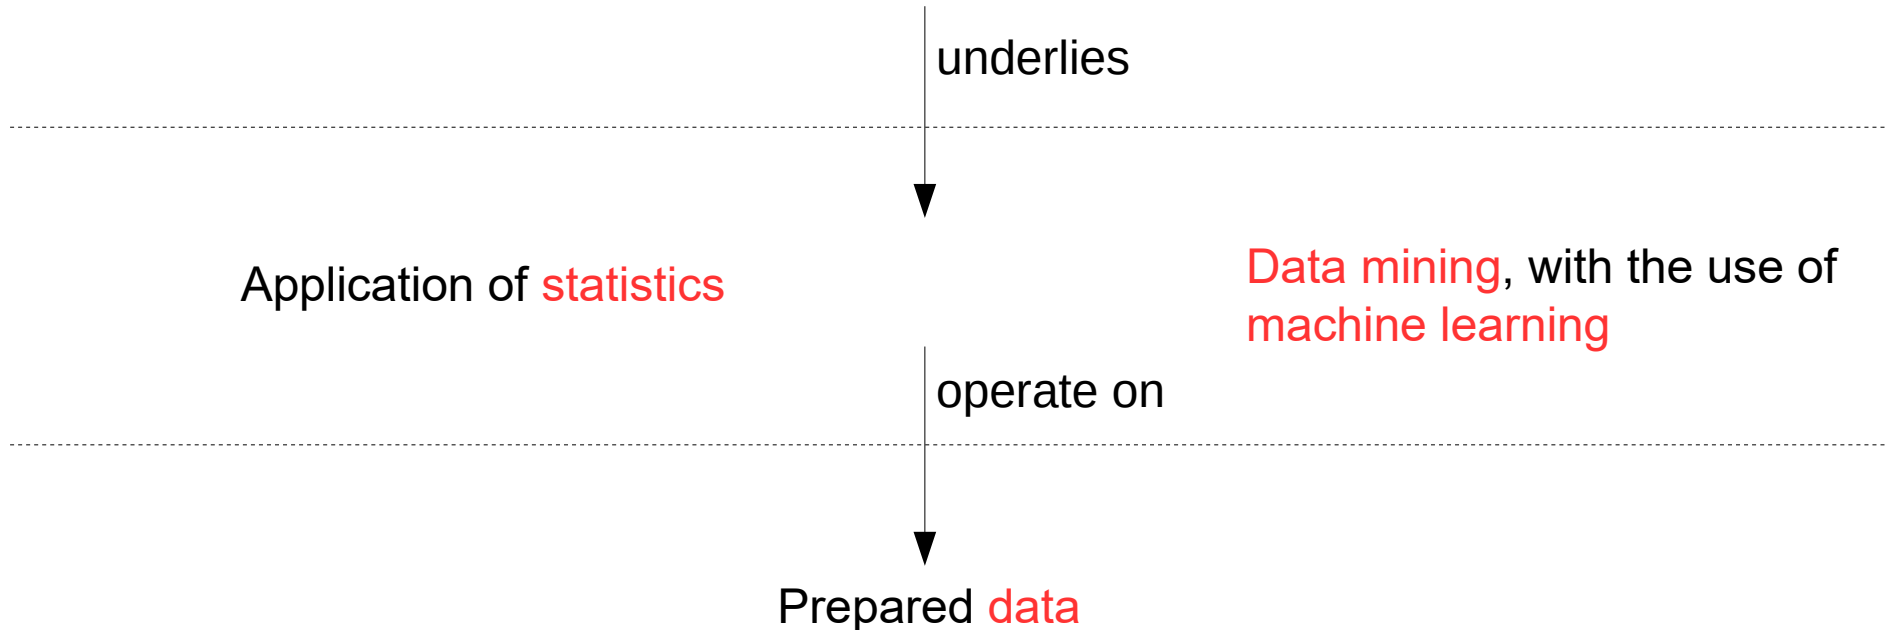 underlies
Application of statistics
Data mining, with the use of
machine learning
operate on
Prepared data